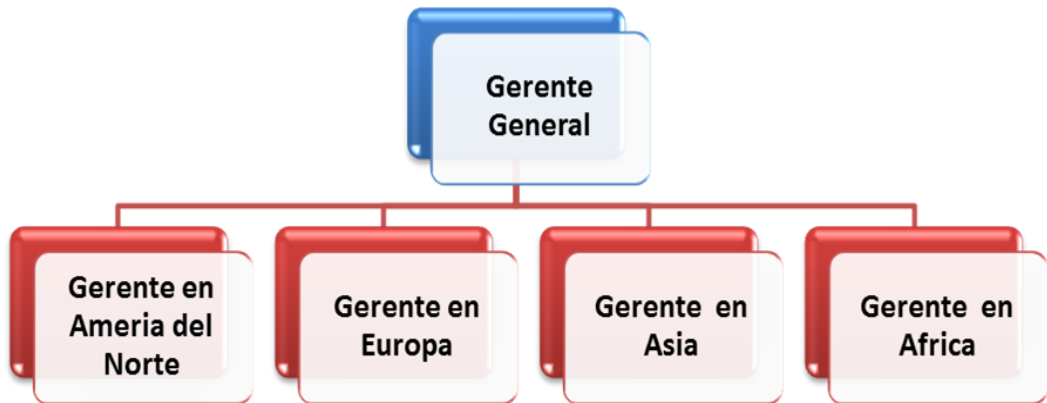 Gerente
General
Gerente en
Ameria del
Norte
Gerente en
Europa
Gerente  en
Asia
Gerente  en
Africa